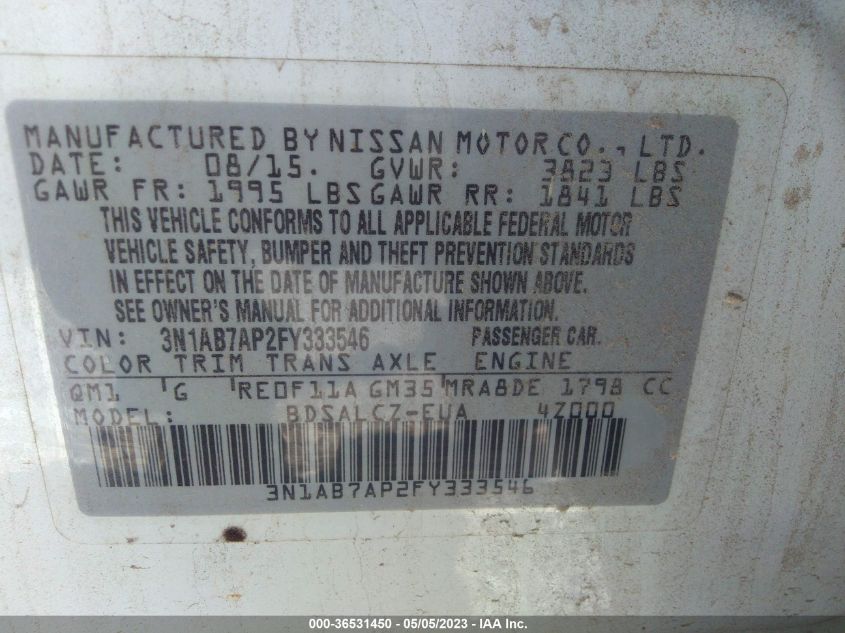 MANUFACTURED BY NISSAN MOTOR CO., LTD.
DATE: 08/15. GVWR: 3823 LBS
GAWR FR: 1995 LBS GAWR RR: 1841 LBS
THIS VEHICLE CONFORMS TO ALL APPLICABLE FEDERAL MOTOR
VEHICLE SAFETY, BUMPER AND THEFT PREVENTION STANDARDS
IN EFFECT ON THE DATE OF MANUFACTURE SHOWN ABOVE.
SEE OWNER'S MANUAL FOR ADDITIONAL INFORMATION.
VIN: 3N1AB7AP2FY333546 PASSENGER CAR.
COLOR TRIM TRANS AXLE ENGINE
QM1 G RE0F11A GM35 MRA8DE 1798 CC
MODEL: BDSALCZ-EUA 4Z000
3N1AB7AP2FY333546
000-36531450 - 05/05/2023 - IAA Inc.